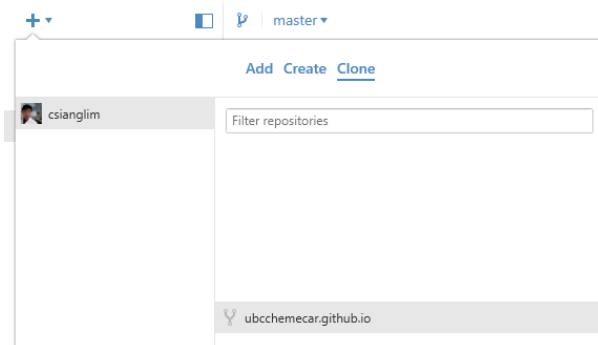 master
Add Create Clone
csianglim
Filter repositories
ubcchemecar.github.io